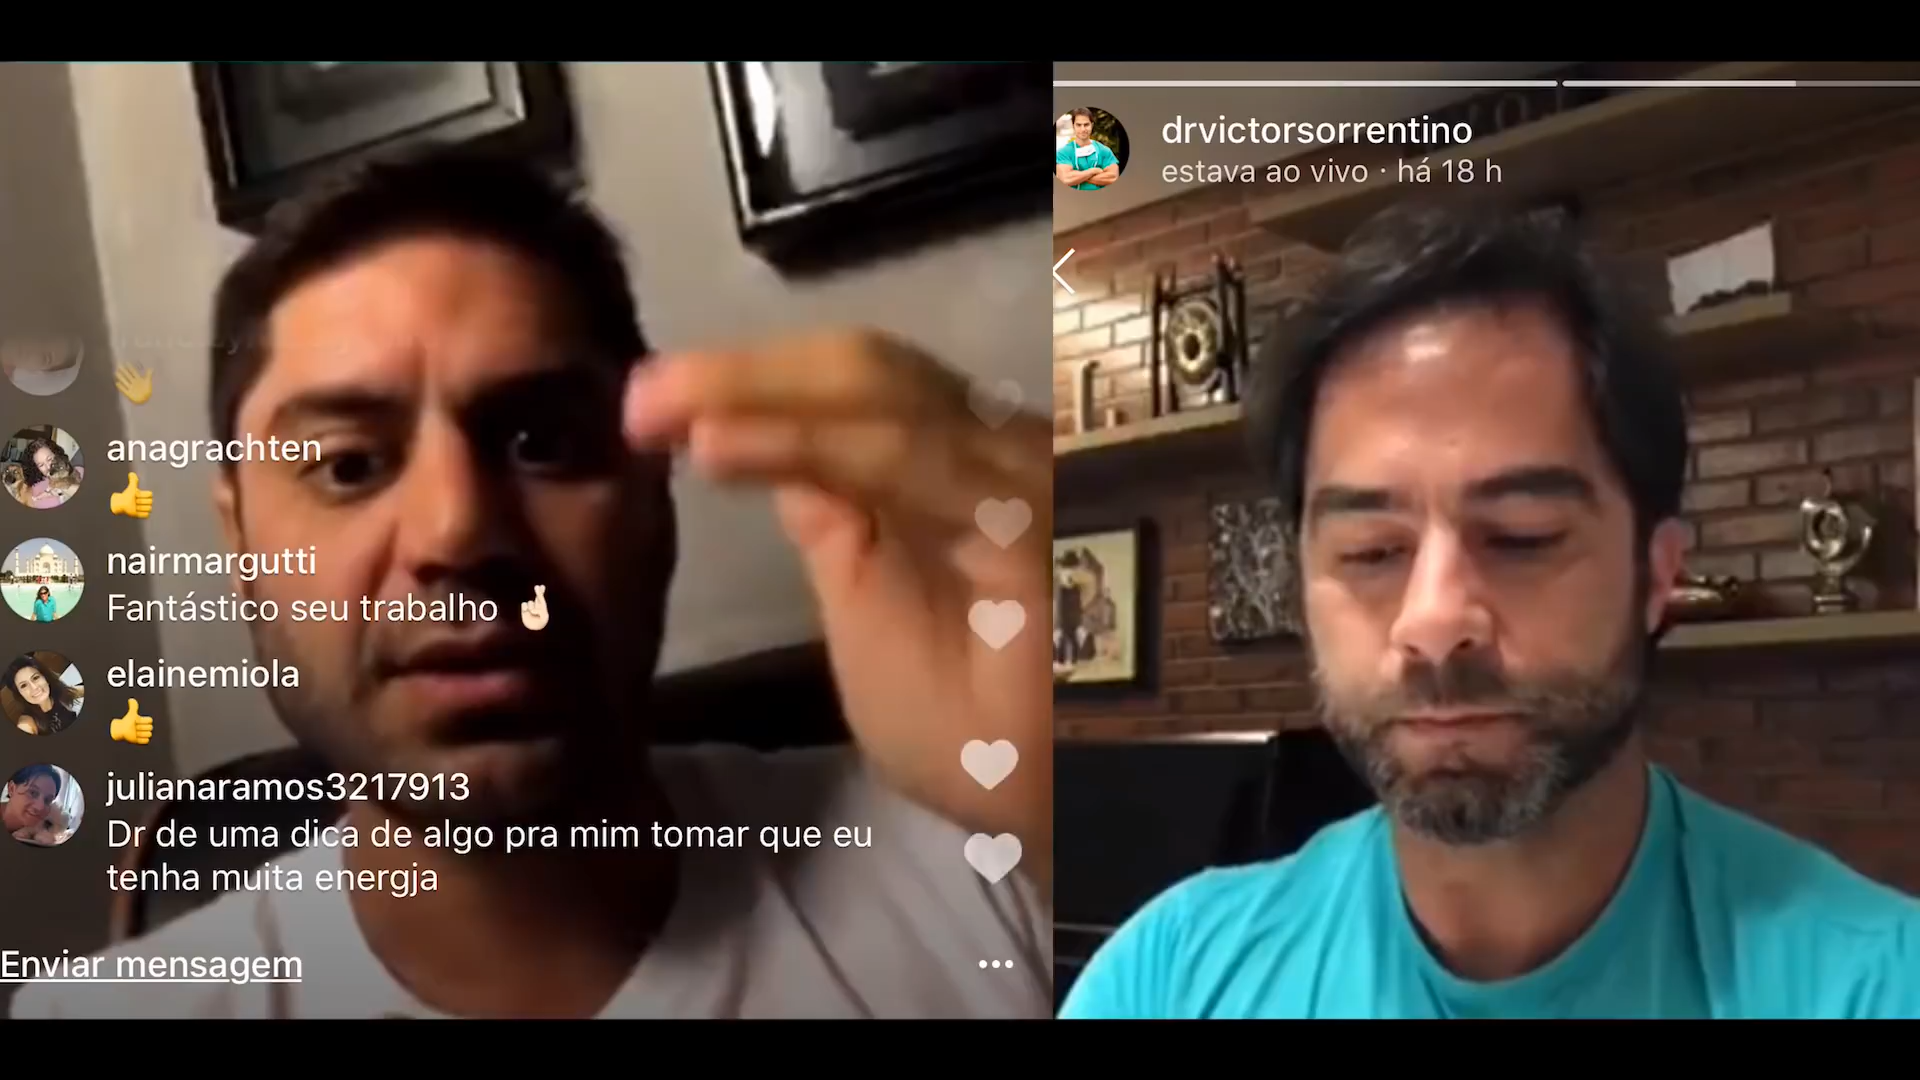 drvictorsorrentino
estava ao vivo · há 18 h
anagrachten
nairmargutti
Fantástico seu trabalho
elainemiola
julianaramos3217913
Dr de uma dica de algo pra mim tomar que eu
tenha muita energja
Enviar mensagem